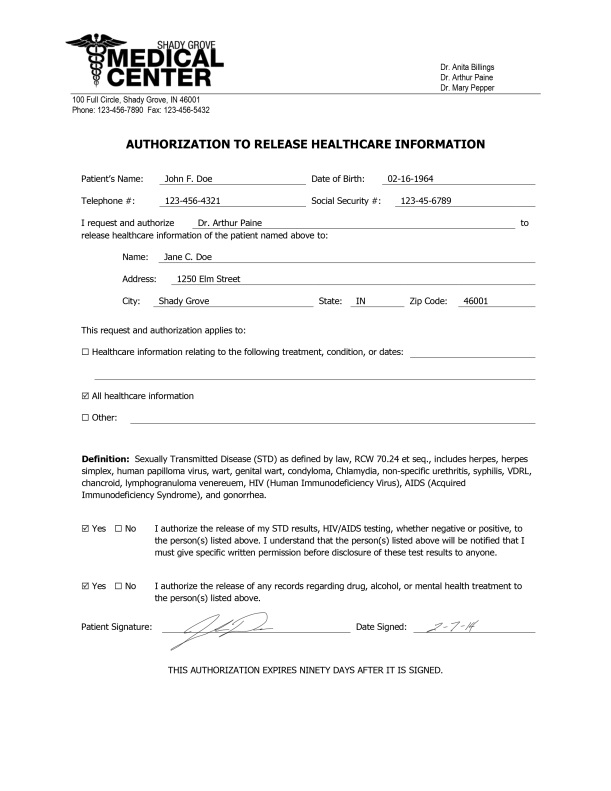 SHADY GROVE
MEDICAL
CENTER
Dr. Anita Billings
Dr. Arthur Paine
Dr. Mary Pepper
100 Full Circle, Shady Grove, IN 46001
Phone: 123-456-7890 Fax: 123-456-5432
AUTHORIZATION TO RELEASE HEALTHCARE INFORMATION
Patient's Name: John F. Doe Date of Birth: 02-16-1964
Telephone #: 123-456-4321 Social Security #: 123-45-6789
I request and authorize Dr. Arthur Paine to
release healthcare information of the patient named above to:
Name: Jane C. Doe
Address: 1250 Elm Street
City: Shady Grove State: IN Zip Code: 46001
This request and authorization applies to:
☐ Healthcare information relating to the following treatment, condition, or dates:
☑ All healthcare information
☐ Other:
Definition: Sexually Transmitted Disease (STD) as defined by law, RCW 70.24 et seq., includes herpes, herpes
simplex, human papilloma virus, wart, genital wart, condyloma, Chlamydia, non-specific urethritis, syphilis, VDRL,
chancroid, lymphogranuloma venereuem, HIV (Human Immunodeficiency Virus), AIDS (Acquired
Immunodeficiency Syndrome), and gonorrhea.
☑ Yes ☐ No I authorize the release of my STD results, HIV/AIDS testing, whether negative or positive, to
the person(s) listed above. I understand that the person(s) listed above will be notified that I
must give specific written permission before disclosure of these test results to anyone.
☑ Yes ☐ No I authorize the release of any records regarding drug, alcohol, or mental health treatment to
the person(s) listed above.
Patient Signature: Date Signed: 2-7-14
THIS AUTHORIZATION EXPIRES NINETY DAYS AFTER IT IS SIGNED.